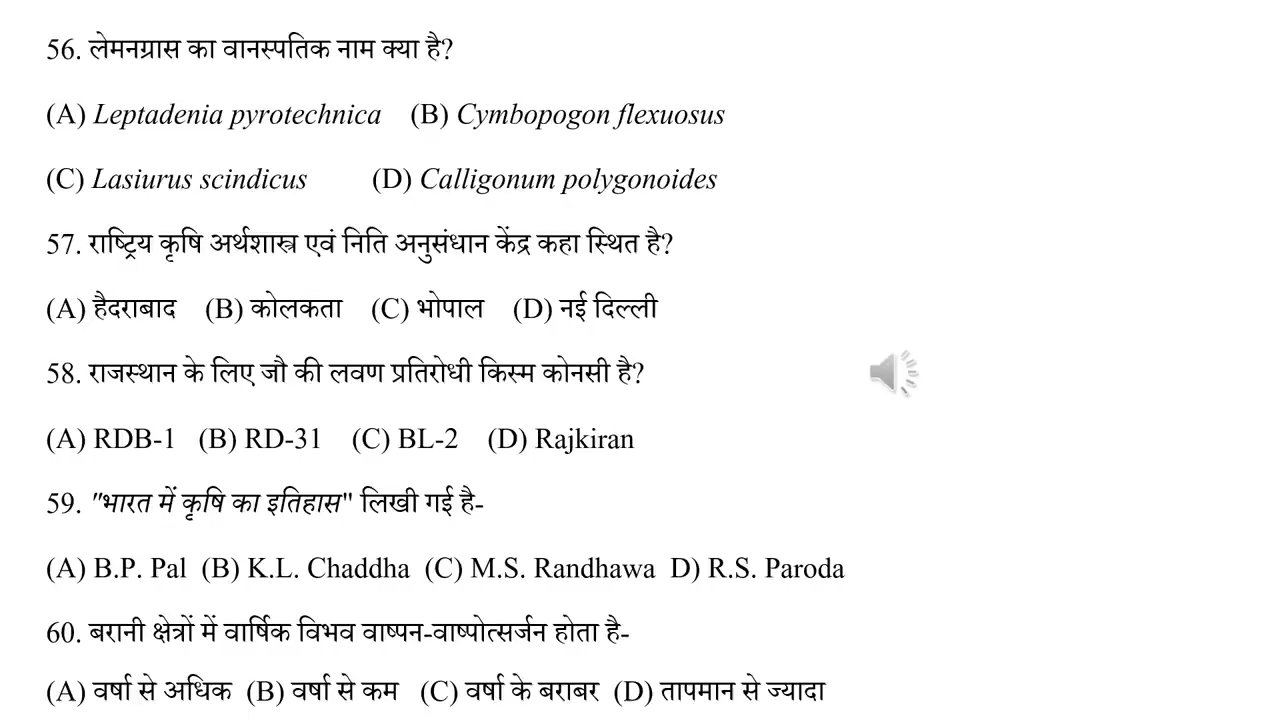 56. लेमनग्रास का वानस्पतिक नाम क्या है?
(A) Leptadenia pyrotechnica (B) Cymbopogon flexuosus
(C) Lasiurus scindicus (D) Calligonum polygonoides
57. राष्ट्रिय कृषि अर्थशास्त्र एवं निति अनुसंधान केंद्र कहा स्थित है?
(A) हैदराबाद (B) कोलकता (C) भोपाल (D) नई दिल्ली
58. राजस्थान के लिए जौ की लवण प्रतिरोधी किस्म कोनसी है?
(A) RDB-1 (B) RD-31 (C) BL-2 (D) Rajkiran
59. "भारत में कृषि का इतिहास" लिखी गई है-
(A) B.P. Pal (B) K.L. Chaddha (C) M.S. Randhawa D) R.S. Paroda
60. बरानी क्षेत्रों में वार्षिक विभव वाष्पन-वाष्पोत्सर्जन होता है-
(A) वर्षा से अधिक (B) वर्षा से कम (C) वर्षा के बराबर (D) तापमान से ज्यादा